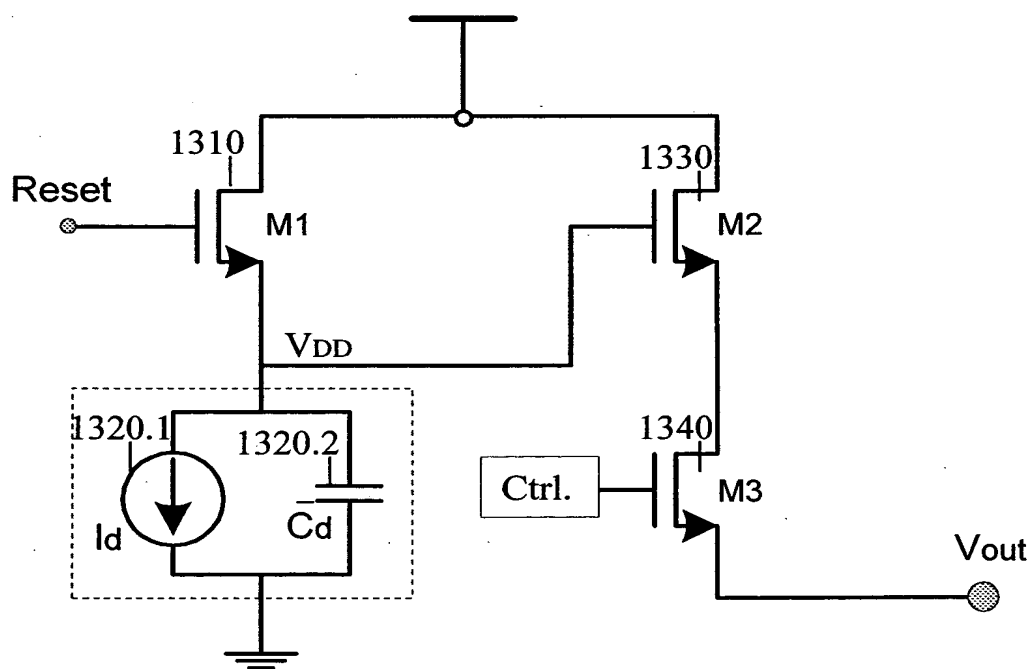 1310
1330
Reset
M1
M2
VDD
1320.1
1320.2
1340
Ctrl.
M3
Id
Cd
Vout